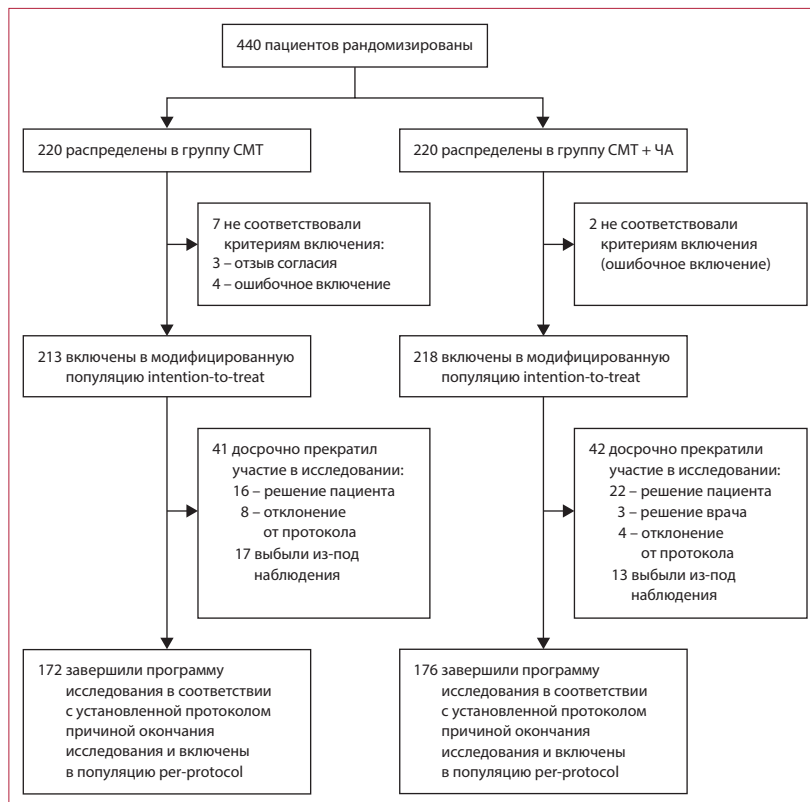 440 пациентов рандомизированы
220 распределены в группу СМТ
220 распределены в группу СМТ + ЧА
7 не соответствовали
критериям включения:
3 – отзыв согласия
4 – ошибочное включение
2 не соответствовали
критериям включения
(ошибочное включение)
213 включены в модифицированную
популяцию intention-to-treat
218 включены в модифицированную
популяцию intention-to-treat
41 досрочно прекратил
участие в исследовании:
16 – решение пациента
8 – отклонение
от протокола
17 выбыли из-под
наблюдения
42 досрочно прекратили
участие в исследовании:
22 – решение пациента
3 – решение врача
4 – отклонение
от протокола
13 выбыли из-под
наблюдения
172 завершили программу
исследования в соответствии
с установленной протоколом
причиной окончания
исследования и включены
в популяцию per-protocol
176 завершили программу
исследования в соответствии
с установленной протоколом
причиной окончания
исследования и включены
в популяцию per-protocol